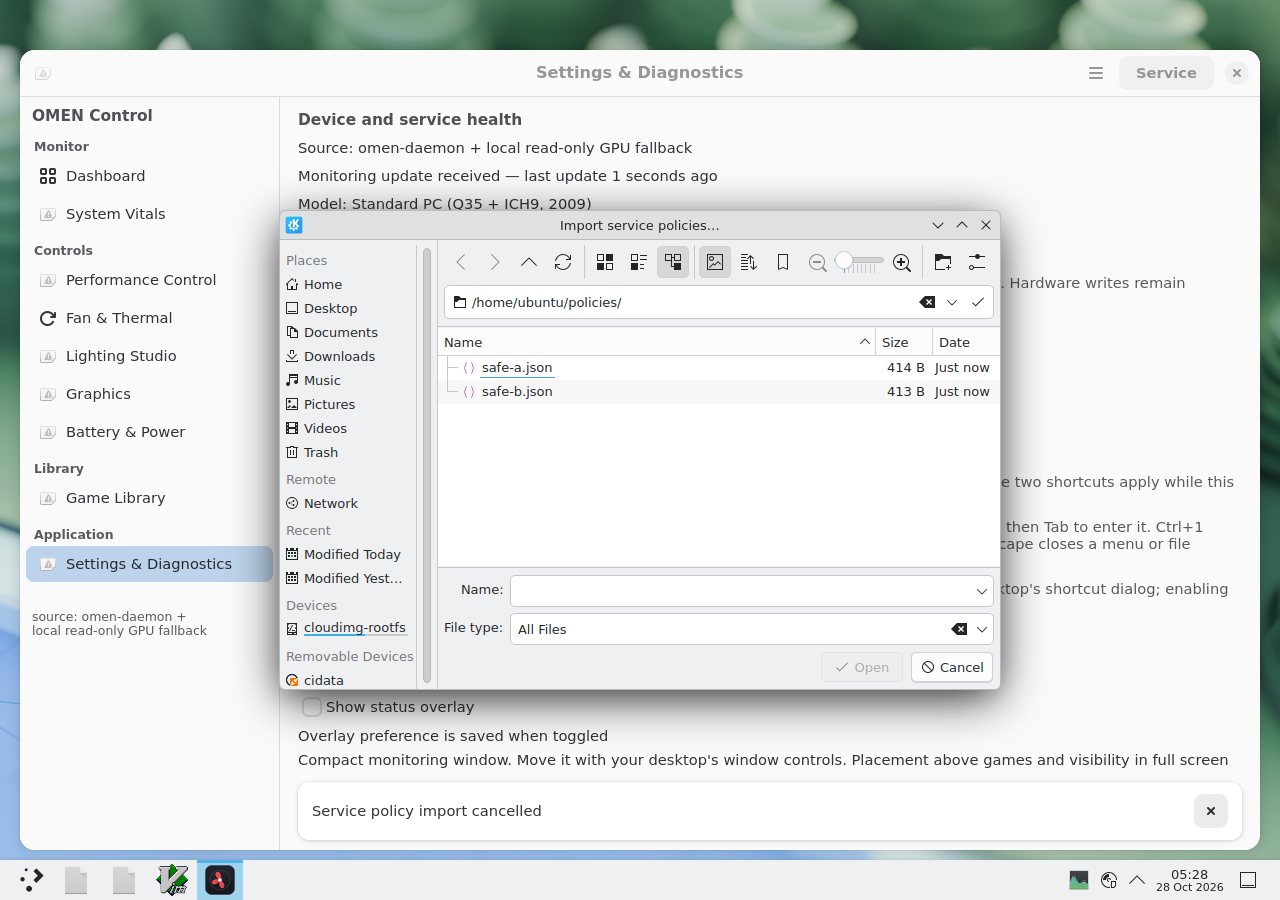 Settings & Diagnostics
Service
OMEN Control
Monitor
Dashboard
System Vitals
Controls
Performance Control
Fan & Thermal
Lighting Studio
Graphics
Battery & Power
Library
Game Library
Application
Settings & Diagnostics
source: omen-daemon +
local read-only GPU fallback
Device and service health
Source: omen-daemon + local read-only GPU fallback
Monitoring update received — last update 1 seconds ago
Model: Standard PC (Q35 + ICH9, 2009)
. Hardware writes remain
e two shortcuts apply while this
then Tab to enter it. Ctrl+1
cape closes a menu or file
ktop's shortcut dialog; enabling
Import service policies…
Places
Home
Desktop
Documents
Downloads
Music
Pictures
Videos
Trash
Remote
Network
Recent
Modified Today
Modified Yest…
Devices
cloudimg-rootfs
Removable Devices
cidata
/home/ubuntu/policies/
Name Size Date
safe-a.json 414 B Just now
safe-b.json 413 B Just now
Name:
File type: All Files
Open Cancel
Show status overlay
Overlay preference is saved when toggled
Compact monitoring window. Move it with your desktop's window controls. Placement above games and visibility in full screen
Service policy import cancelled
05:28
28 Oct 2026